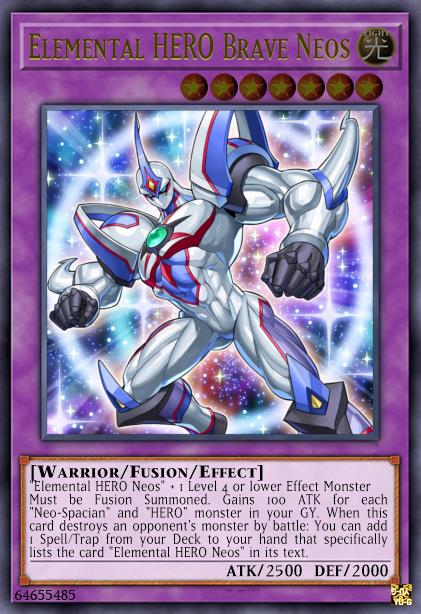 ELEMENTAL HERO BRAVE NEOS
LIGHT
光
[WARRIOR/FUSION/EFFECT]
"Elemental HERO Neos" + 1 Level 4 or lower Effect Monster
Must be Fusion Summoned. Gains 100 ATK for each
"Neo-Spacian" and "HERO" monster in your GY. When this
card destroys an opponent's monster by battle: You can add
1 Spell/Trap from your Deck to your hand that specifically
lists the card "Elemental HERO Neos" in its text.
ATK/2500 DEF/2000
64655485